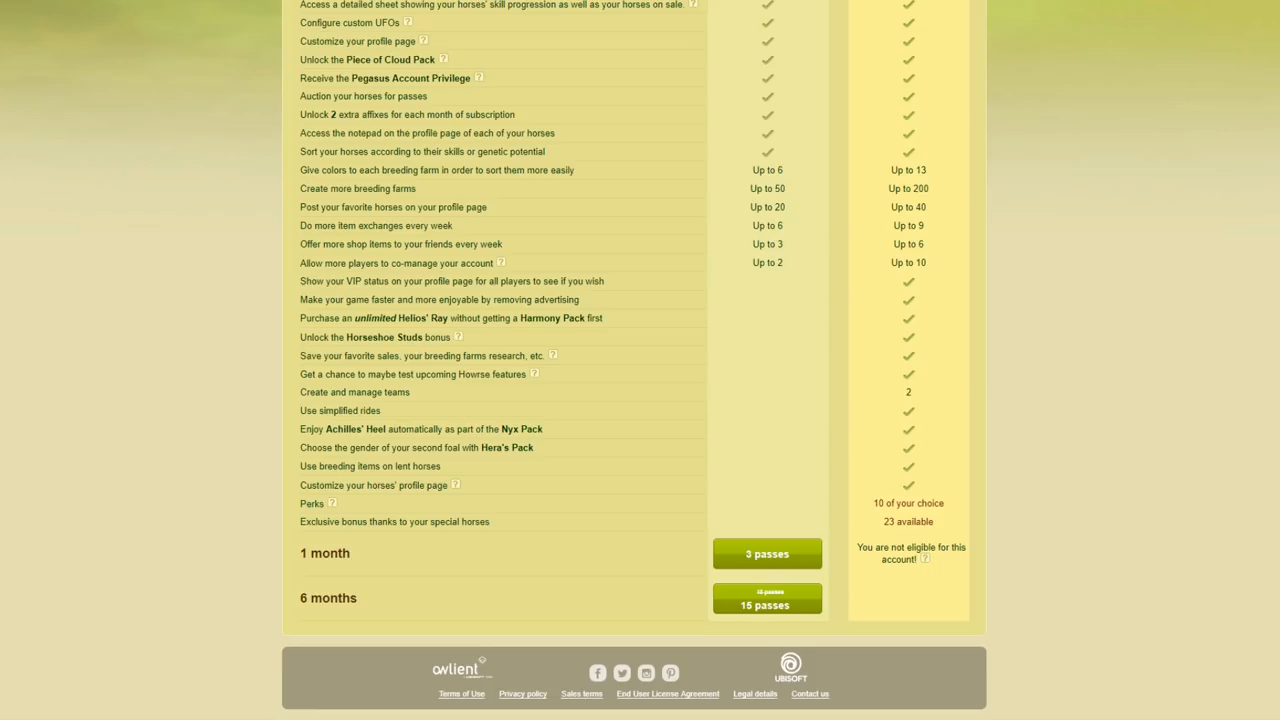 Access a detailed sheet showing your horses' skill progression as well as your horses on sale. ?
Configure custom UFOs ?
Customize your profile page ?
Unlock the Piece of Cloud Pack ?
Receive the Pegasus Account Privilege ?
Auction your horses for passes
Unlock 2 extra affixes for each month of subscription
Access the notepad on the profile page of each of your horses
Sort your horses according to their skills or genetic potential
Give colors to each breeding farm in order to sort them more easily Up to 6 Up to 13
Create more breeding farms Up to 50 Up to 200
Post your favorite horses on your profile page Up to 20 Up to 40
Do more item exchanges every week Up to 6 Up to 9
Offer more shop items to your friends every week Up to 3 Up to 6
Allow more players to co-manage your account ? Up to 2 Up to 10
Show your VIP status on your profile page for all players to see if you wish
Make your game faster and more enjoyable by removing advertising
Purchase an unlimited Helios' Ray without getting a Harmony Pack first
Unlock the Horseshoe Studs bonus ?
Save your favorite sales, your breeding farms research, etc. ?
Get a chance to maybe test upcoming Howrse features ?
Create and manage teams 2
Use simplified rides
Enjoy Achilles' Heel automatically as part of the Nyx Pack
Choose the gender of your second foal with Hera's Pack
Use breeding items on lent horses
Customize your horses' profile page ?
Perks ? 10 of your choice
Exclusive bonus thanks to your special horses 23 available
1 month 3 passes You are not eligible for this
account! ?
6 months 15 passes
owlient UBISOFT
Terms of Use Privacy policy Sales terms End User License Agreement Legal details Contact us